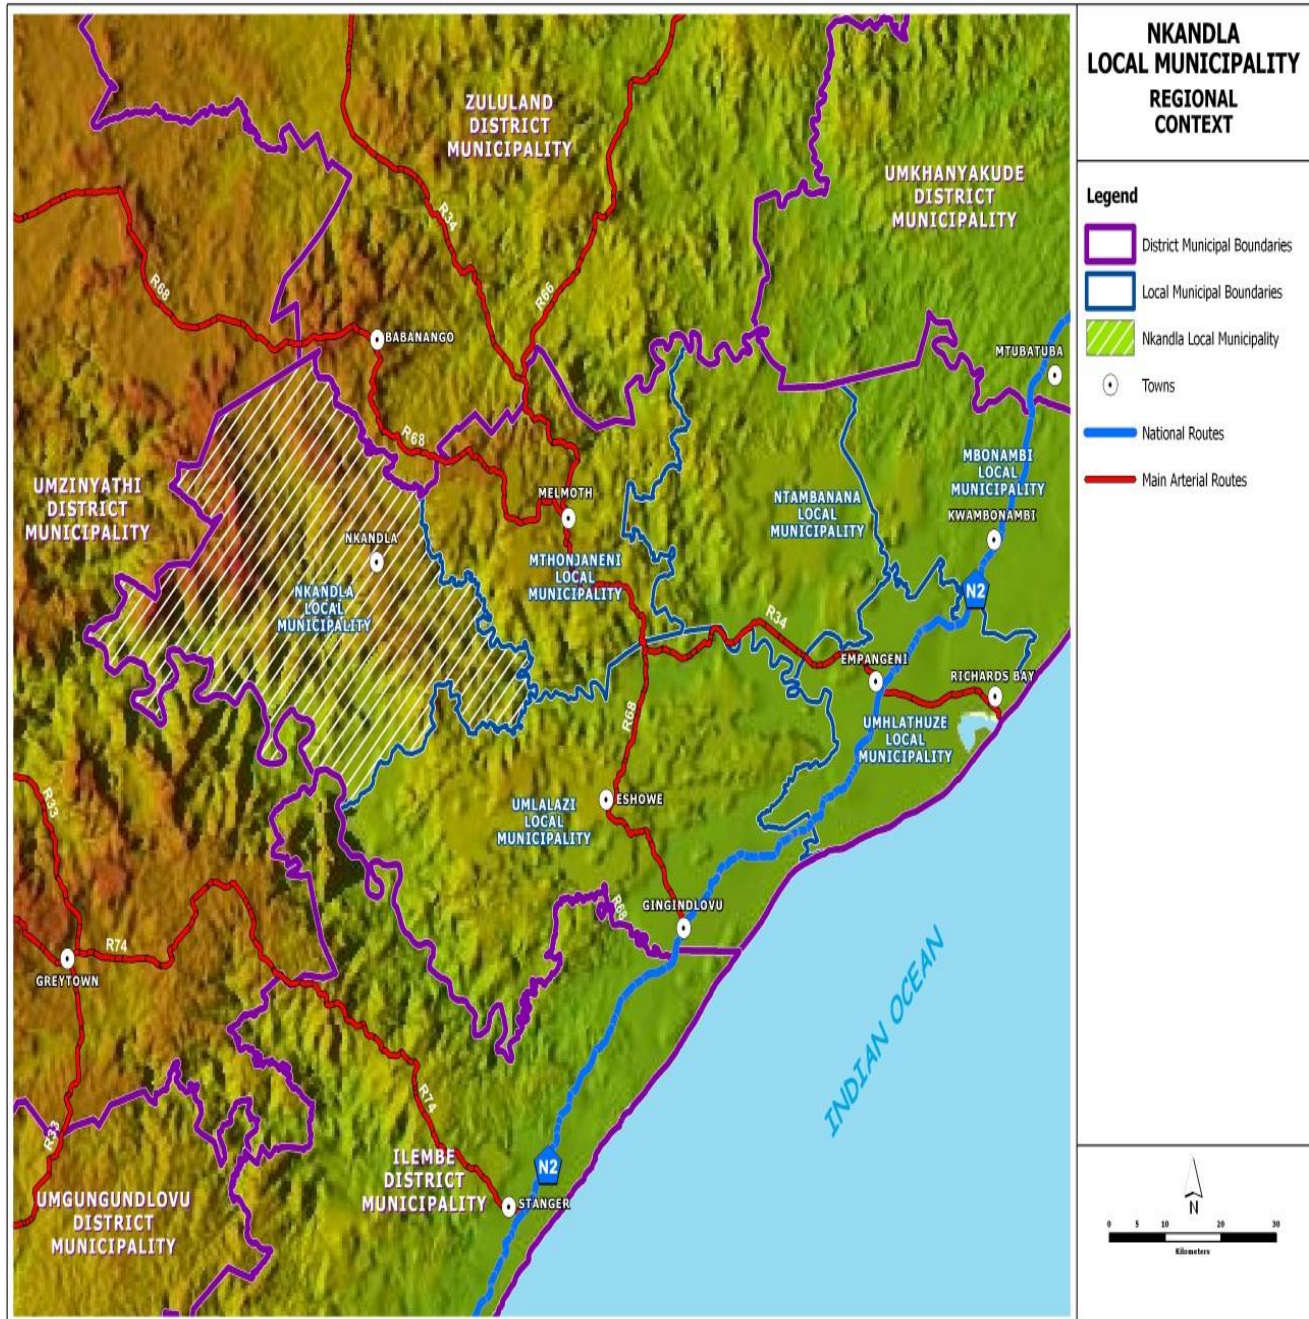 NKANDLA
LOCAL MUNICIPALITY
REGIONAL
CONTEXT
Legend
District Municipal Boundaries
Local Municipal Boundaries
Nkandla Local Municipality
Towns
National Routes
Main Arterial Routes
ZULULAND
DISTRICT
MUNICIPALITY
UMKHANYAKUDE
DISTRICT
MUNICIPALITY
R34
R66
R68
BABANANGO
MTUBATUBA
R68
UMZINYATHI
DISTRICT
MUNICIPALITY
MELMOTH
NTAMBANANA
LOCAL
MUNICIPALITY
MBONAMBI
LOCAL
MUNICIPALITY
KWAMBONAMBI
NKANDLA
MTHONJANENI
LOCAL
MUNICIPALITY
NKANDLA
LOCAL
MUNICIPALITY
N2
R34
EMPANGENI
RICHARDS BAY
R68
UMHLATHUZE
LOCAL
MUNICIPALITY
R33
UMLALAZI
LOCAL
MUNICIPALITY
ESHOWE
R68
GINGINDLOVU
R74
GREYTOWN
INDIAN OCEAN
R74
R33
ILEMBE
DISTRICT
MUNICIPALITY
N2
STANGER
UMGUNGUNDLOVU
DISTRICT
MUNICIPALITY
N
0 5 10 20 30
Kilometers